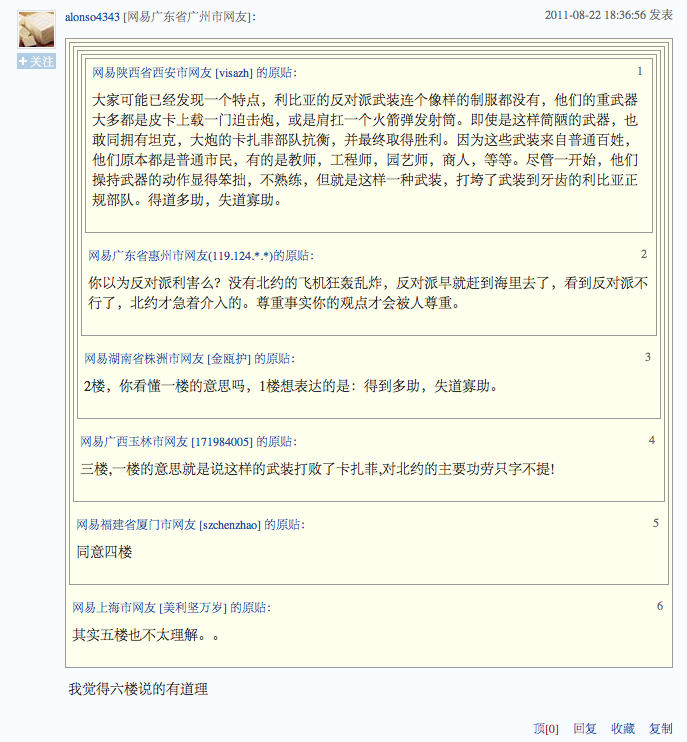 alonso4343 [网易广东省广州市网友]: 2011-08-22 18:36:56 发表
+ 关注
网易陕西省西安市网友 [visazh] 的原贴: 1
大家可能已经发现一个特点，利比亚的反对派武装连个像样的制服都没有，他们的重武器
大多都是皮卡上载一门迫击炮，或是肩扛一个火箭弹发射筒。即使是这样简陋的武器，也
敢同拥有坦克，大炮的卡扎菲部队抗衡，并最终取得胜利。因为这些武装来自普通百姓，
他们原本都是普通市民，有的是教师，工程师，园艺师，商人，等等。尽管一开始，他们
操持武器的动作显得笨拙，不熟练，但就是这样一种武装，打垮了武装到牙齿的利比亚正
规部队。得道多助，失道寡助。
网易广东省惠州市网友(119.124.*.*)的原贴: 2
你以为反对派利害么？没有北约的飞机狂轰乱炸，反对派早就赶到海里去了，看到反对派不
行了，北约才急着介入的。尊重事实你的观点才会被人尊重。
网易湖南省株洲市网友 [金瓯护] 的原贴: 3
2楼，你看懂一楼的意思吗，1楼想表达的是：得到多助，失道寡助。
网易广西玉林市网友 [171984005] 的原贴: 4
三楼,一楼的意思就是说这样的武装打败了卡扎菲,对北约的主要功劳只字不提!
网易福建省厦门市网友 [szchenzhao] 的原贴: 5
同意四楼
网易上海市网友 [美利坚万岁] 的原贴: 6
其实五楼也不太理解。。
我觉得六楼说的有道理
顶[0] 回复 收藏 复制